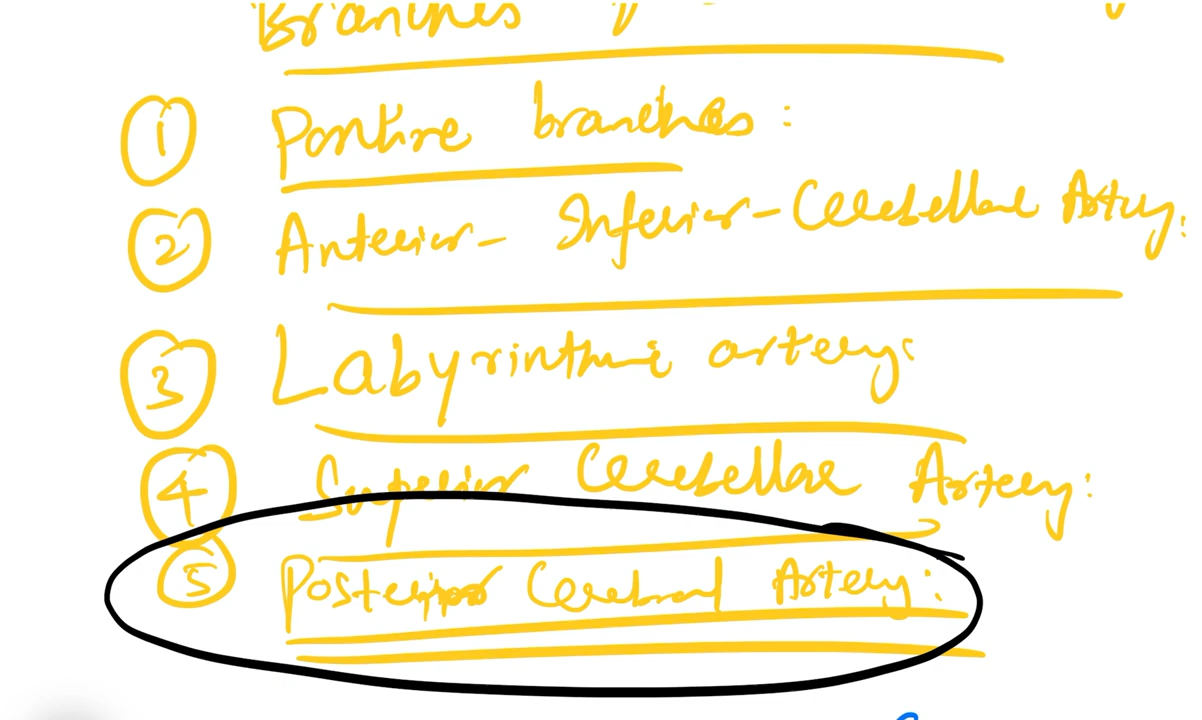 Branches
① Pontine branches:
② Anterior- Inferior-Cerebellar Artery:
③ Labyrinthine artery:
④ Superior Cerebellar Artery:
⑤ Posterior Cerebral Artery: